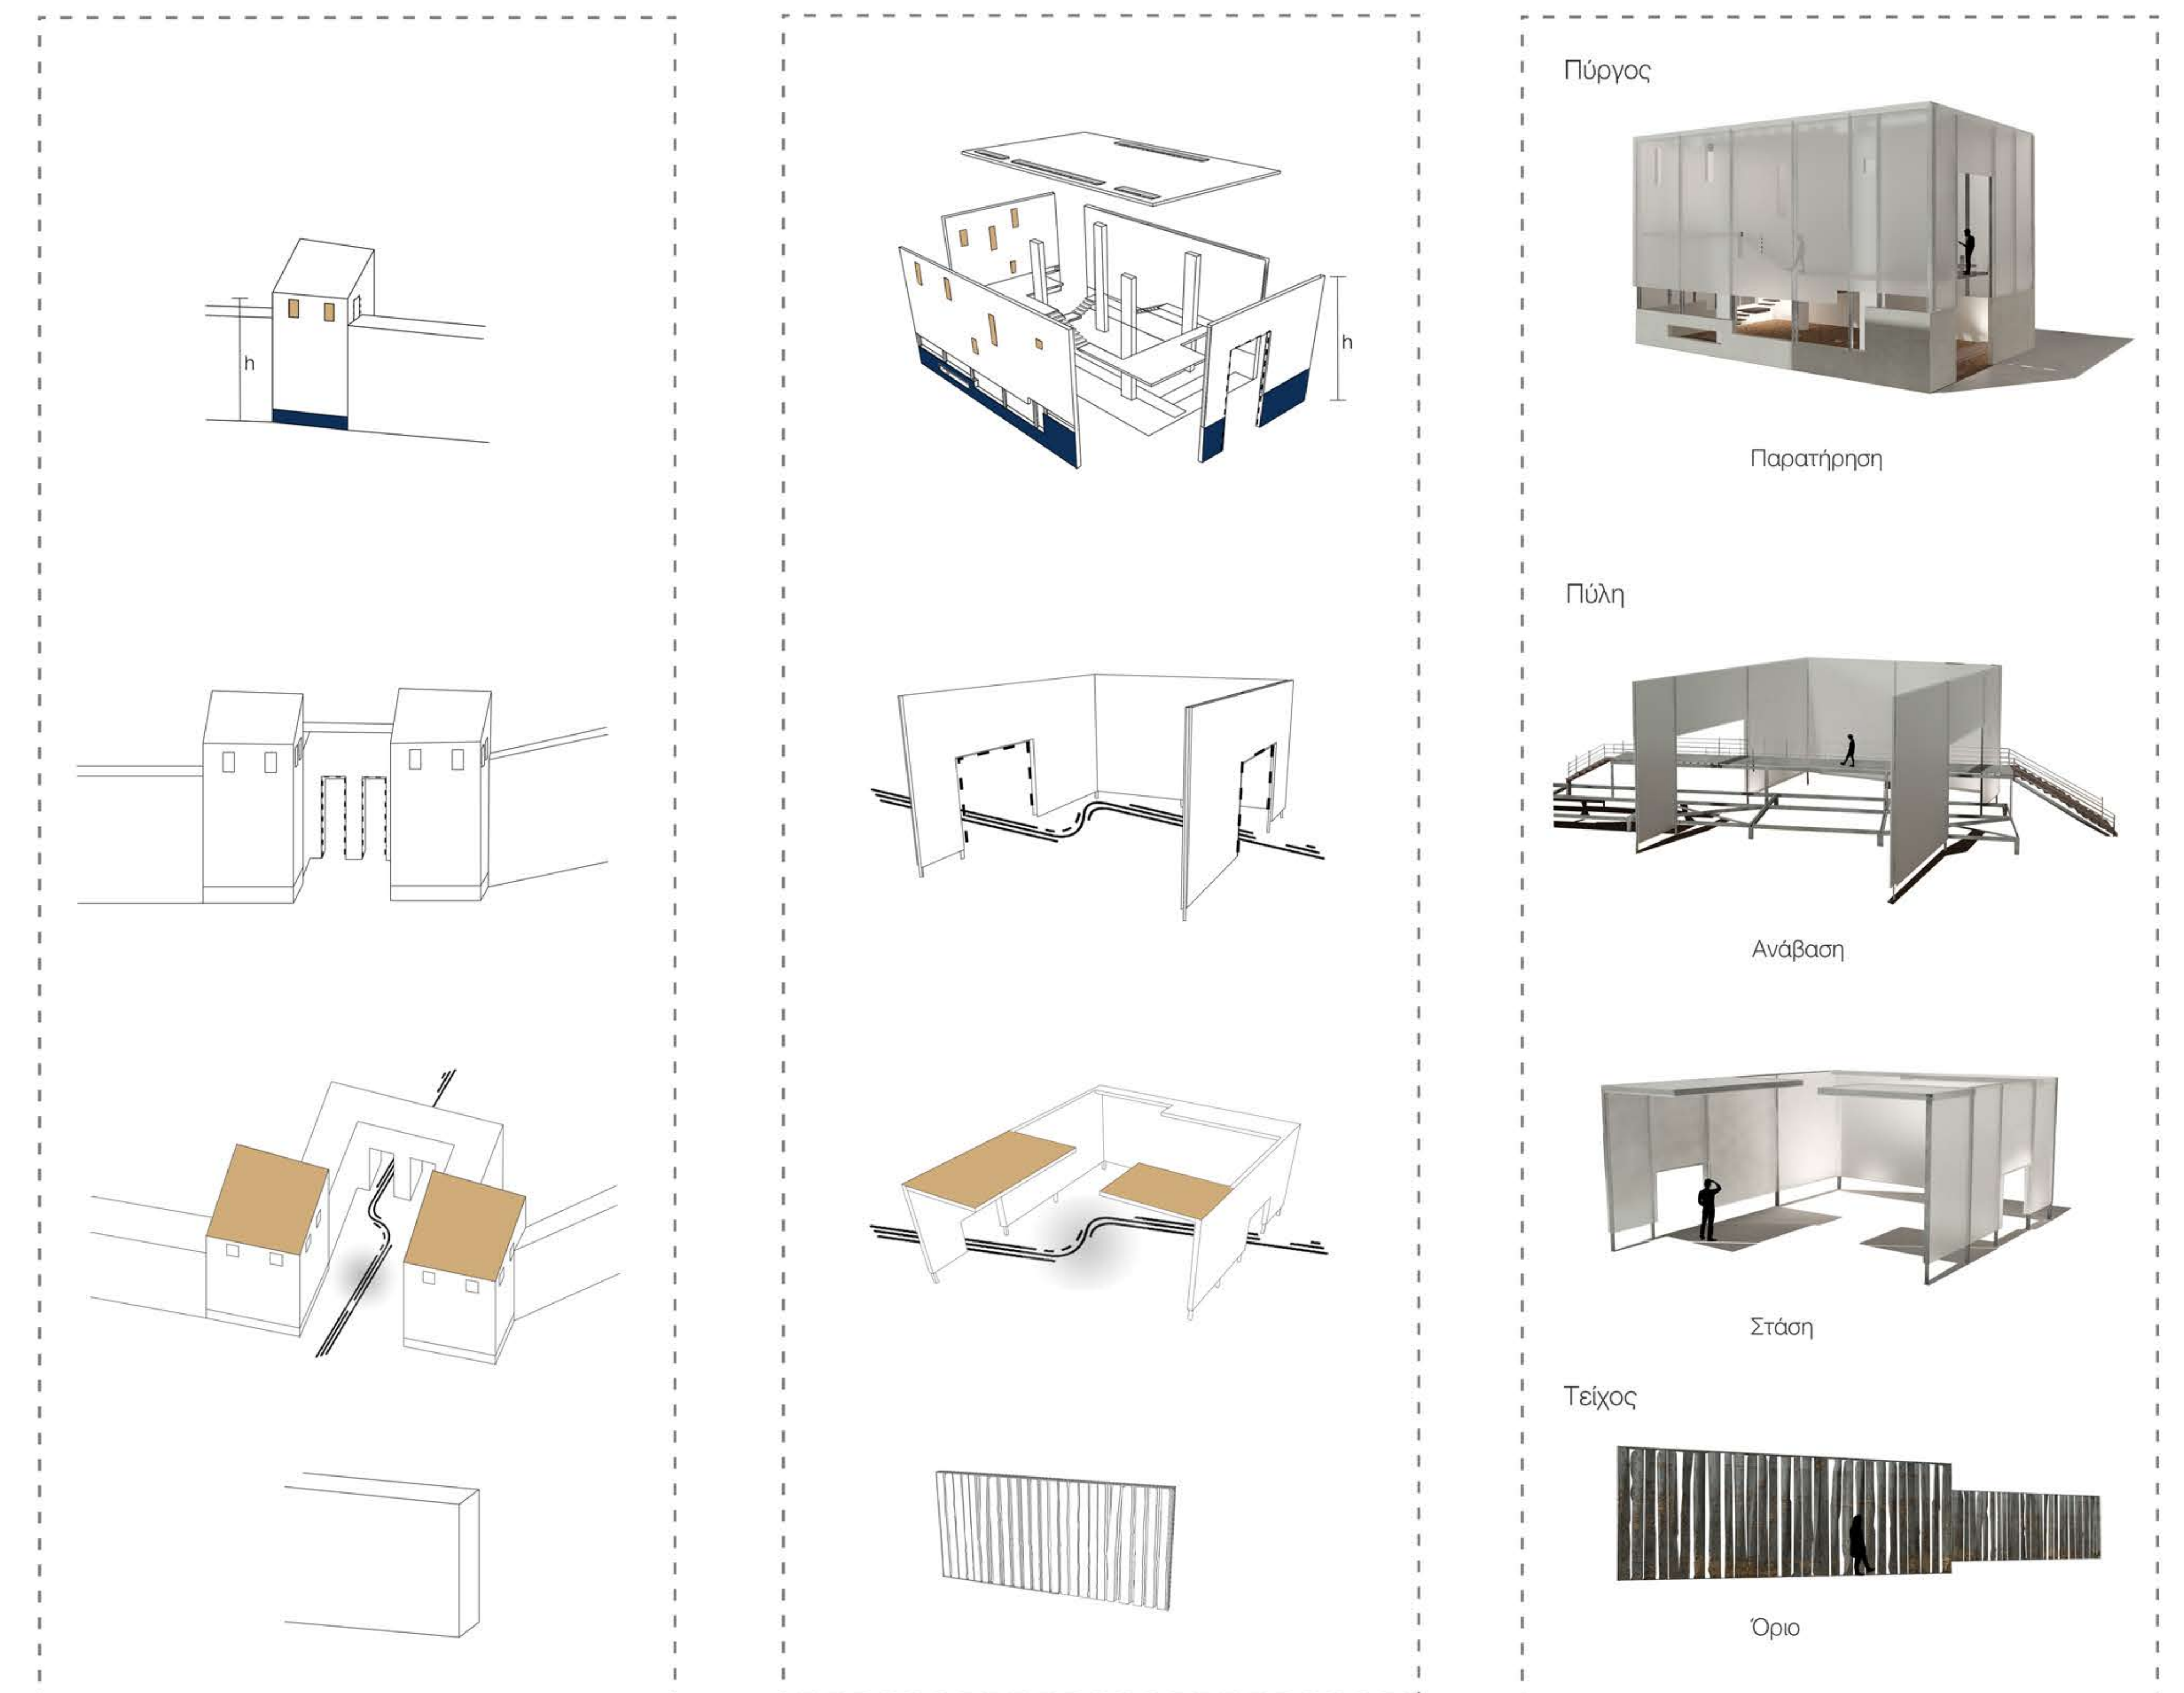 h
h
Πύργος
Παρατήρηση
Πύλη
Ανάβαση
Στάση
Τείχος
Όριο